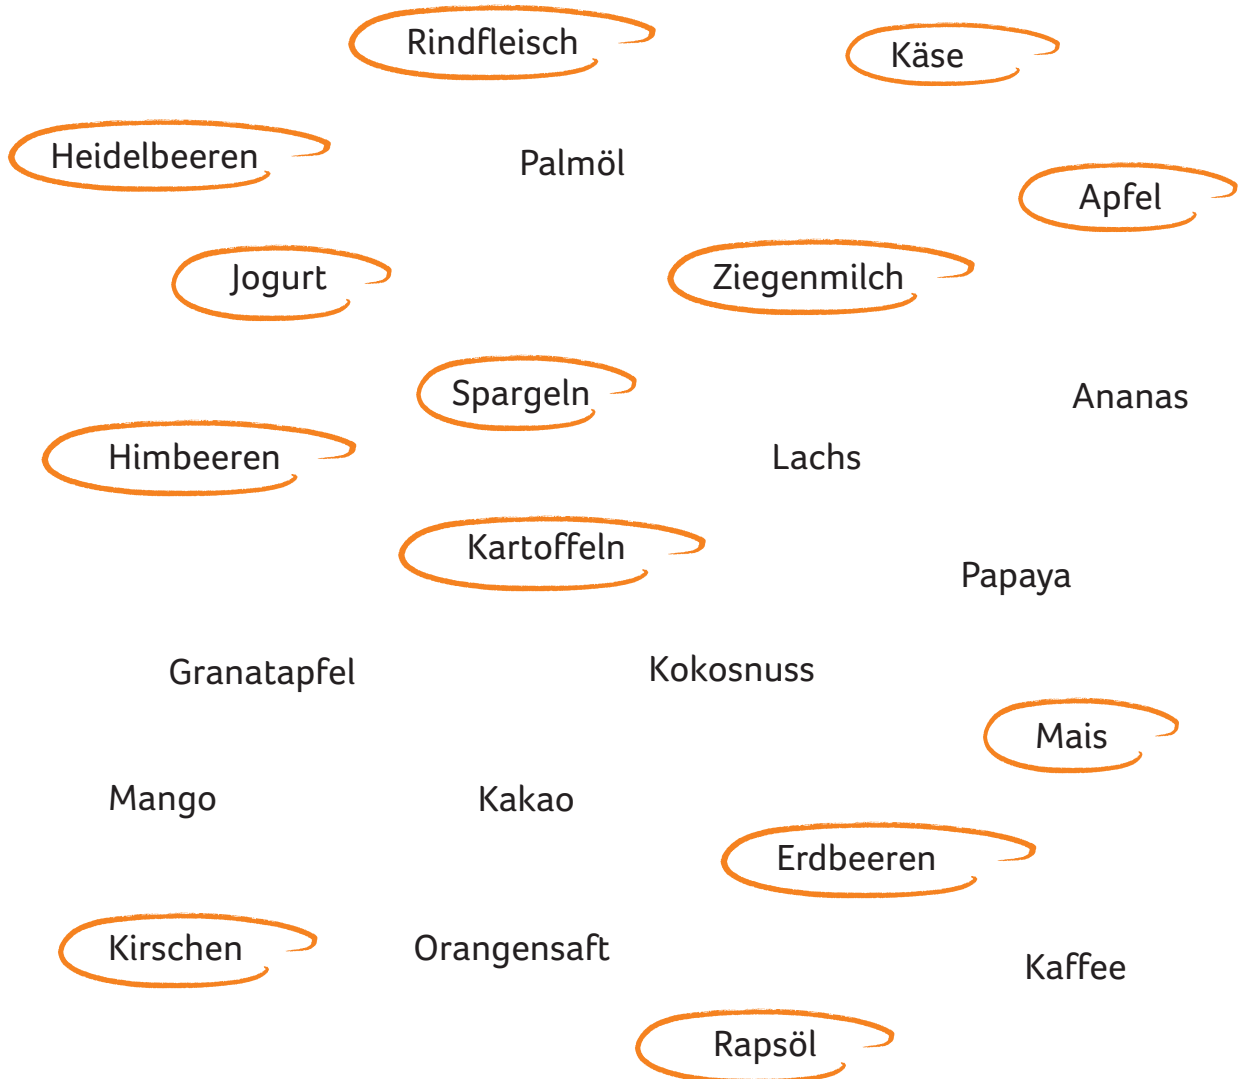 Rindfleisch
Käse
Heidelbeeren
Palmöl
Apfel
Jogurt
Ziegenmilch
Spargeln
Ananas
Himbeeren
Lachs
Kartoffeln
Papaya
Granatapfel
Kokosnuss
Mais
Mango
Kakao
Erdbeeren
Kirschen
Orangensaft
Kaffee
Rapsöl